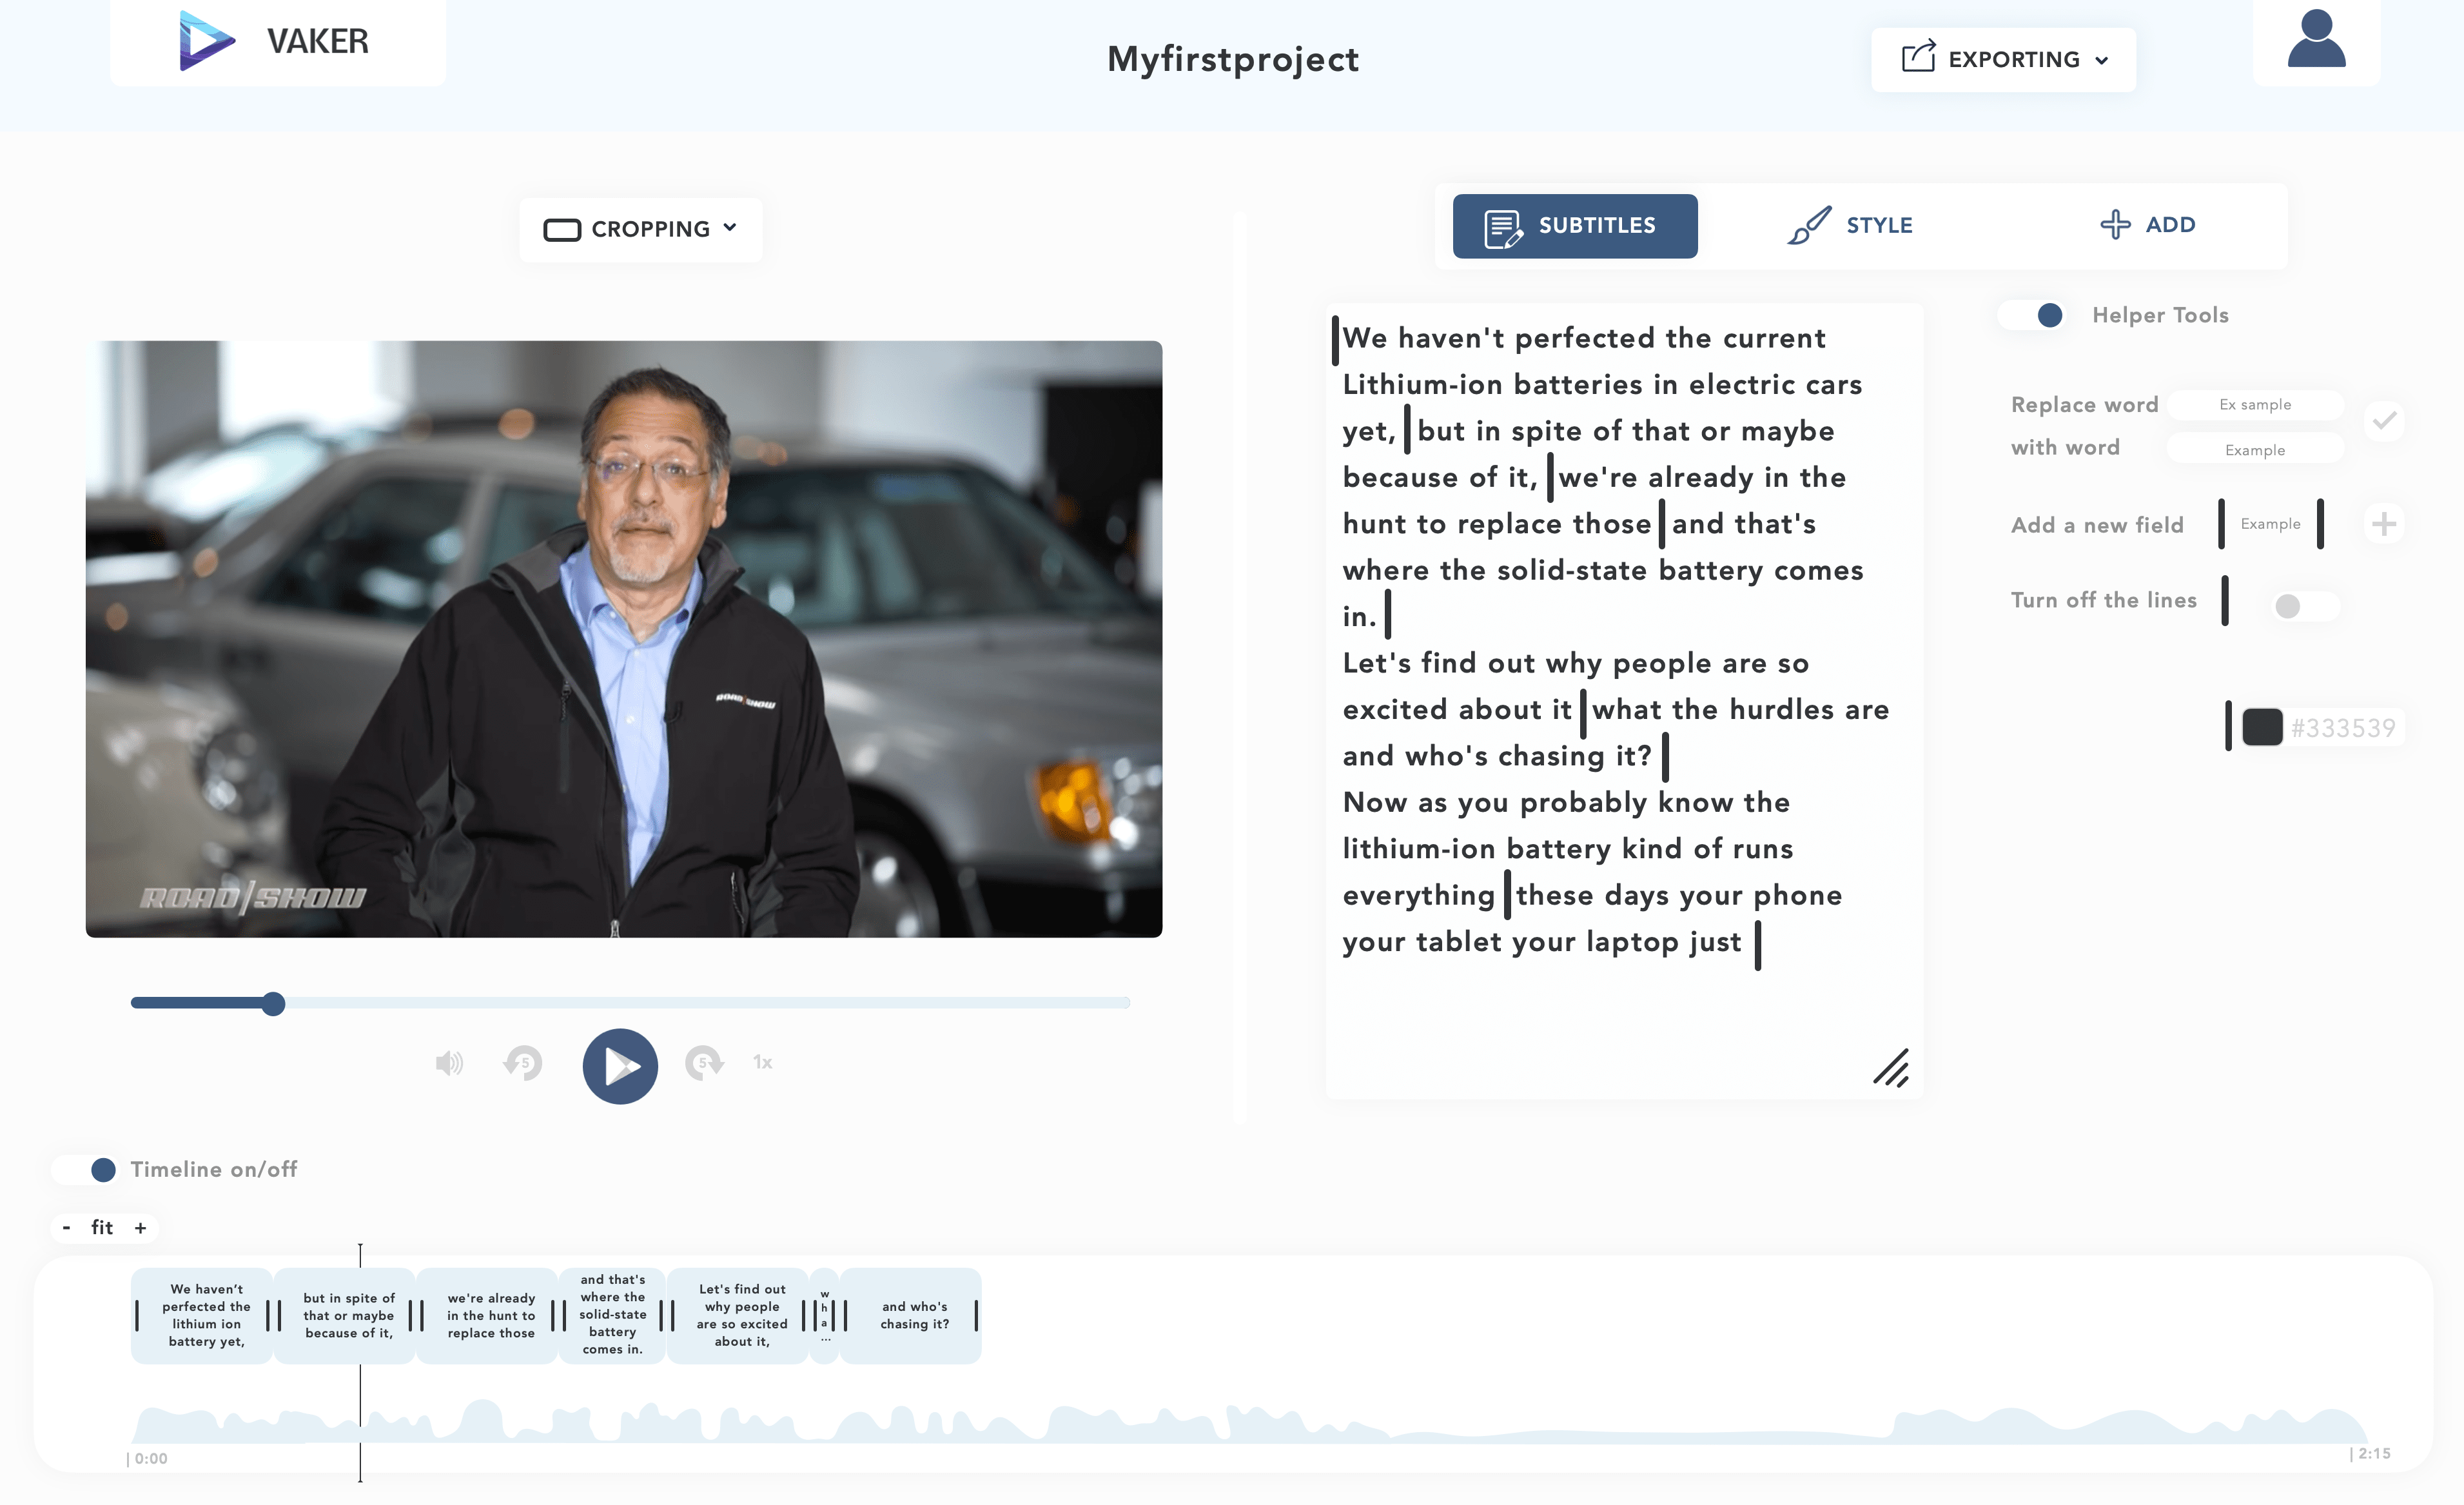 VAKER
Myfirstproject
EXPORTING
CROPPING
SUBTITLES
STYLE
ADD
ROAD/SHOW
ROAD/SHOW
We haven't perfected the current
Lithium-ion batteries in electric cars
yet, but in spite of that or maybe
because of it, we're already in the
hunt to replace those and that's
where the solid-state battery comes
in.
Let's find out why people are so
excited about it what the hurdles are
and who's chasing it?
Now as you probably know the
lithium-ion battery kind of runs
everything these days your phone
your tablet your laptop just
Helper Tools
Replace word
Ex sample
with word
Example
Add a new field
Example
Turn off the lines
#333539
5
5
1x
Timeline on/off
- fit +
We haven't
perfected the
lithium ion
battery yet,
but in spite of
that or maybe
because of it,
we're already
in the hunt to
replace those
and that's
where the
solid-state
battery
comes in.
Let's find out
why people
are so excited
about it,
w
h
a
...
and who's
chasing it?
| 0:00
| 2:15